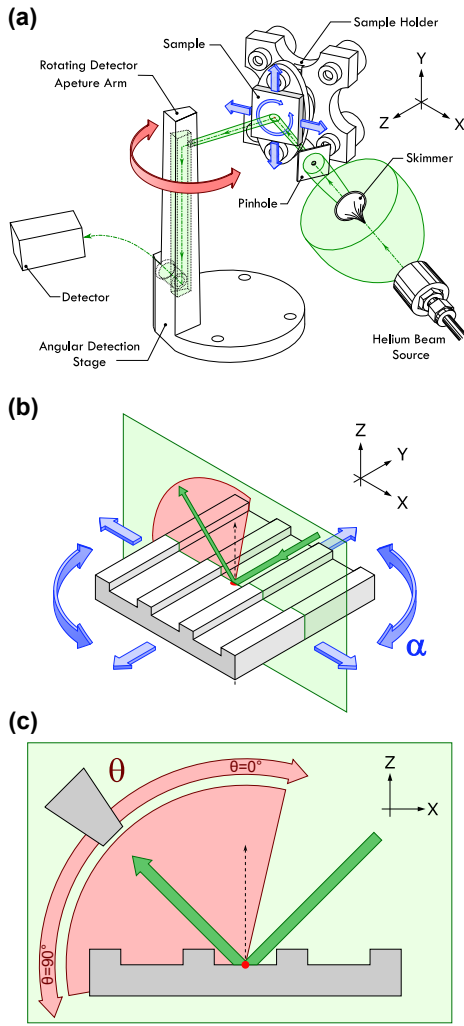 (a)
Sample Holder
Sample
Rotating Detector
Apeture Arm
Y
Z
X
Skimmer
Pinhole
Detector
Angular Detection
Stage
Helium Beam
Source
(b)
Z
Y
X
α
(c)
θ
θ=0°
Z
X
θ=90°